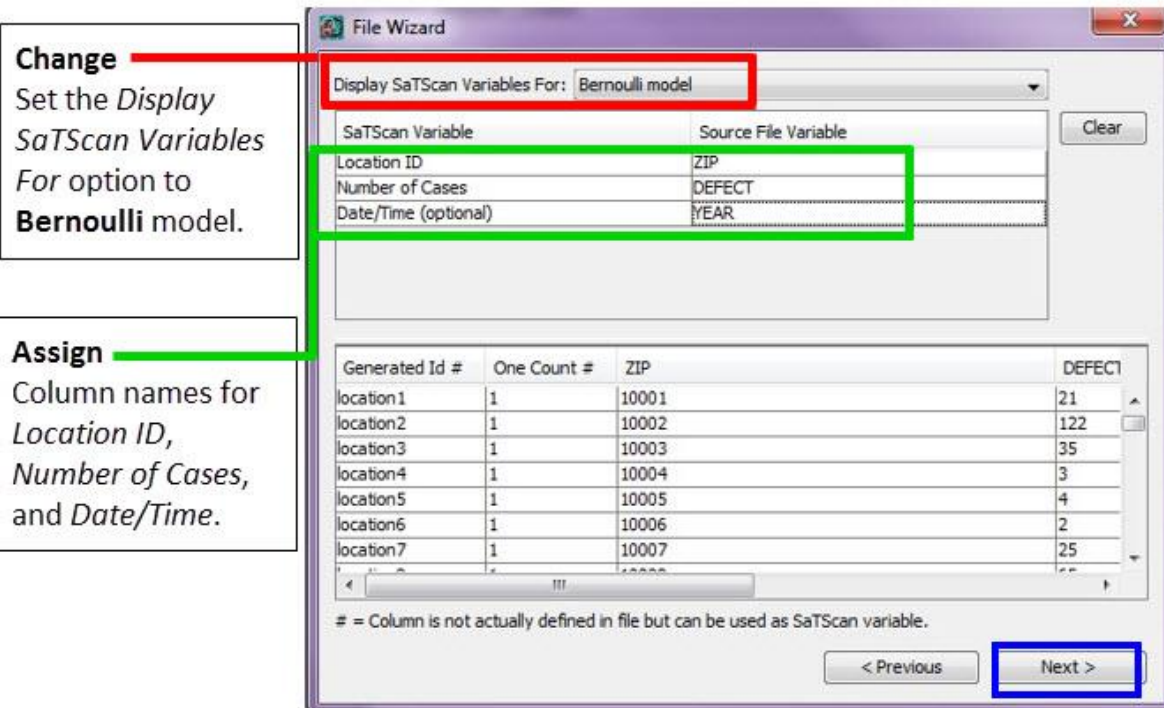 Change
Set the Display
SaTScan Variables
For option to
Bernoulli model.
Assign
Column names for
Location ID,
Number of Cases,
and Date/Time.
File Wizard
Display SaTScan Variables For: Bernoulli model
SaTScan Variable Source File Variable
Clear
Location ID ZIP
Number of Cases DEFECT
Date/Time (optional) YEAR
Generated Id # One Count # ZIP DEFECT
location1 1 10001 21
location2 1 10002 122
location3 1 10003 35
location4 1 10004 3
location5 1 10005 4
location6 1 10006 2
location7 1 10007 25
# = Column is not actually defined in file but can be used as SaTScan variable.
< Previous Next >